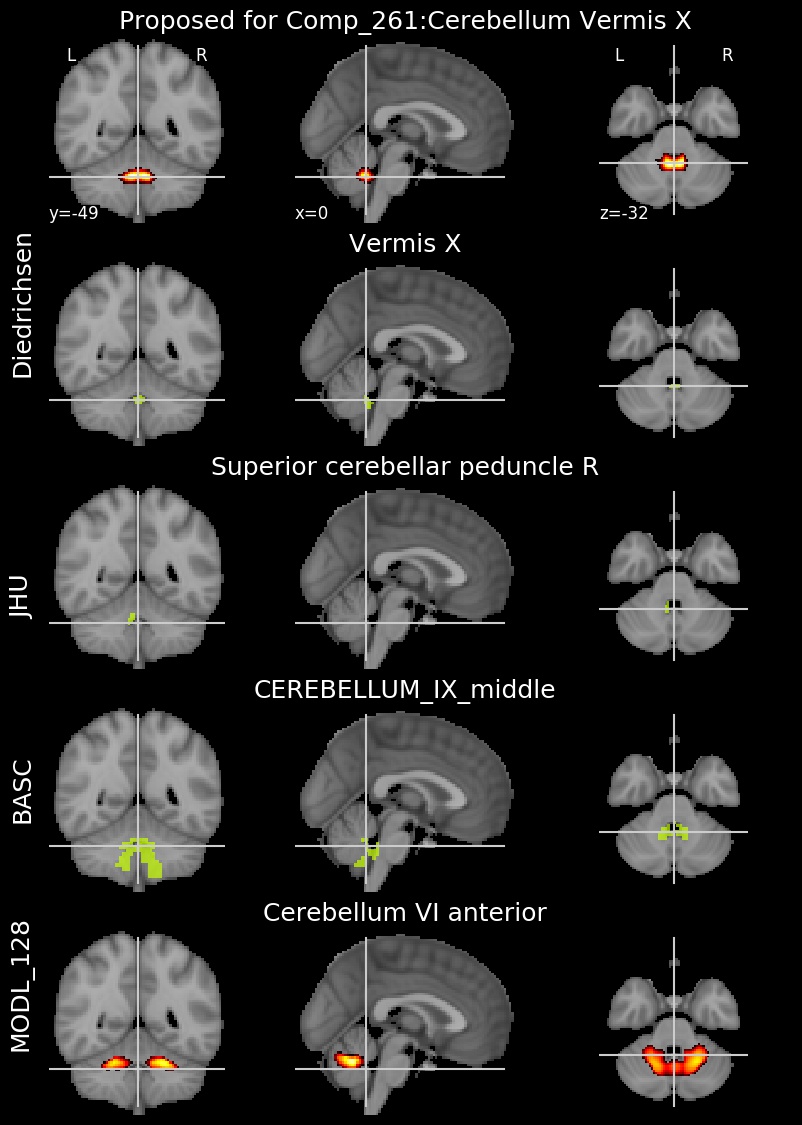 Proposed for Comp_261:Cerebellum Vermis X
L R L R
y=-49 x=0 z=-32
Diedrichsen
Vermis X
JHU
Superior cerebellar peduncle R
BASC
CEREBELLUM_IX_middle
MODL_128
Cerebellum VI anterior